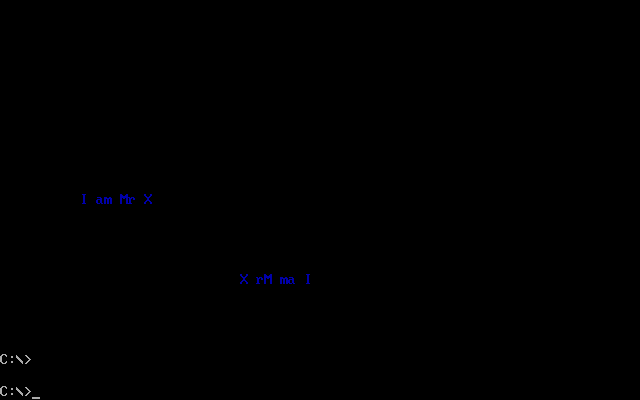 I am Mr X
X rM ma I
C:\>
C:\>_